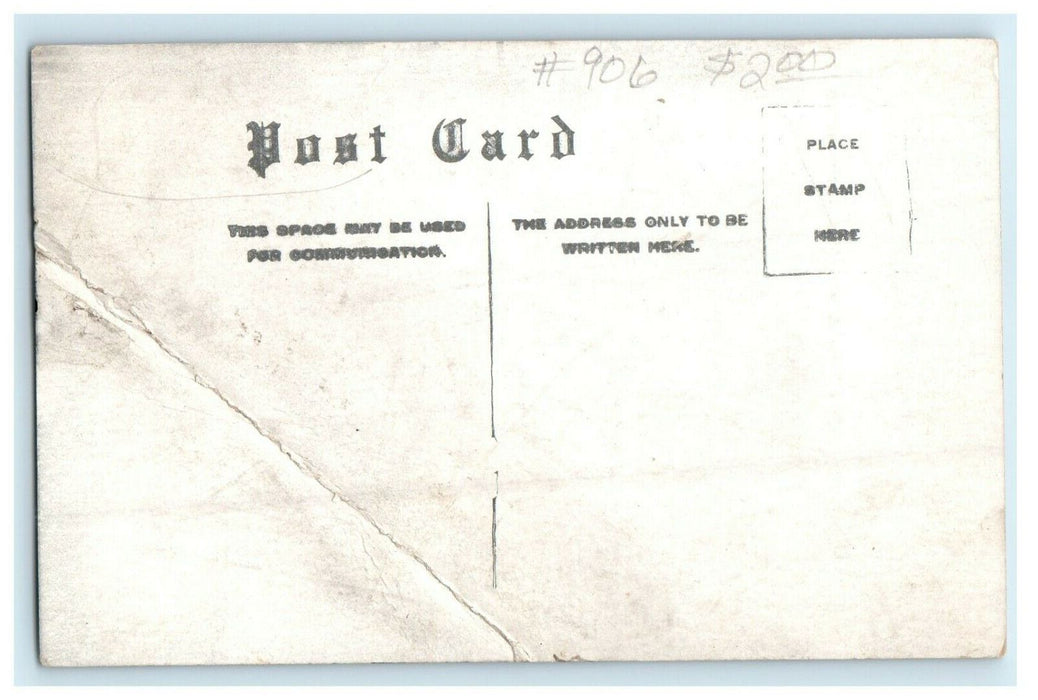 #906 $2.00
Post Card
PLACE
STAMP
HERE
THIS SPACE MAY BE USED
FOR COMMUNICATION.
THE ADDRESS ONLY TO BE
WRITTEN HERE.